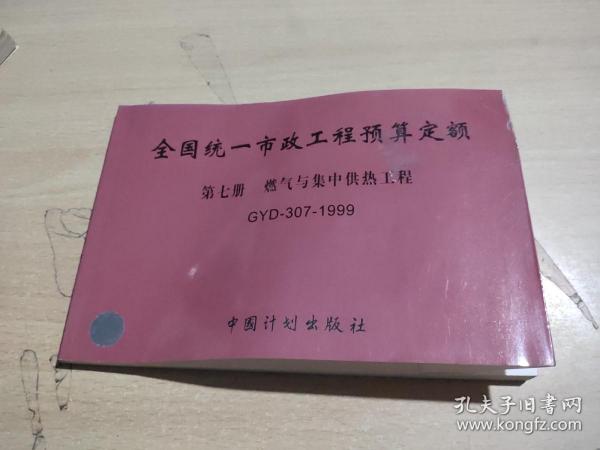 全国统一市政工程预算定额
第七册 燃气与集中供热工程
GYD-307-1999
中国计划出版社
孔夫子旧书网
www.kongfz.com